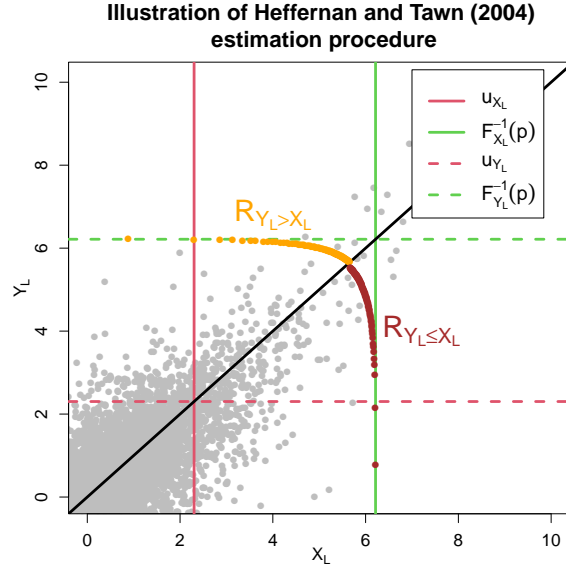 Illustration of Heffernan and Tawn (2004)
estimation procedure
10
8
6
4
2
0
Y_L
u_{X_L}
F_{X_L}^{-1}(p)
u_{Y_L}
F_{Y_L}^{-1}(p)
R_{Y_L>X_L}
R_{Y_L≤X_L}
0 2 4 6 8 10
X_L